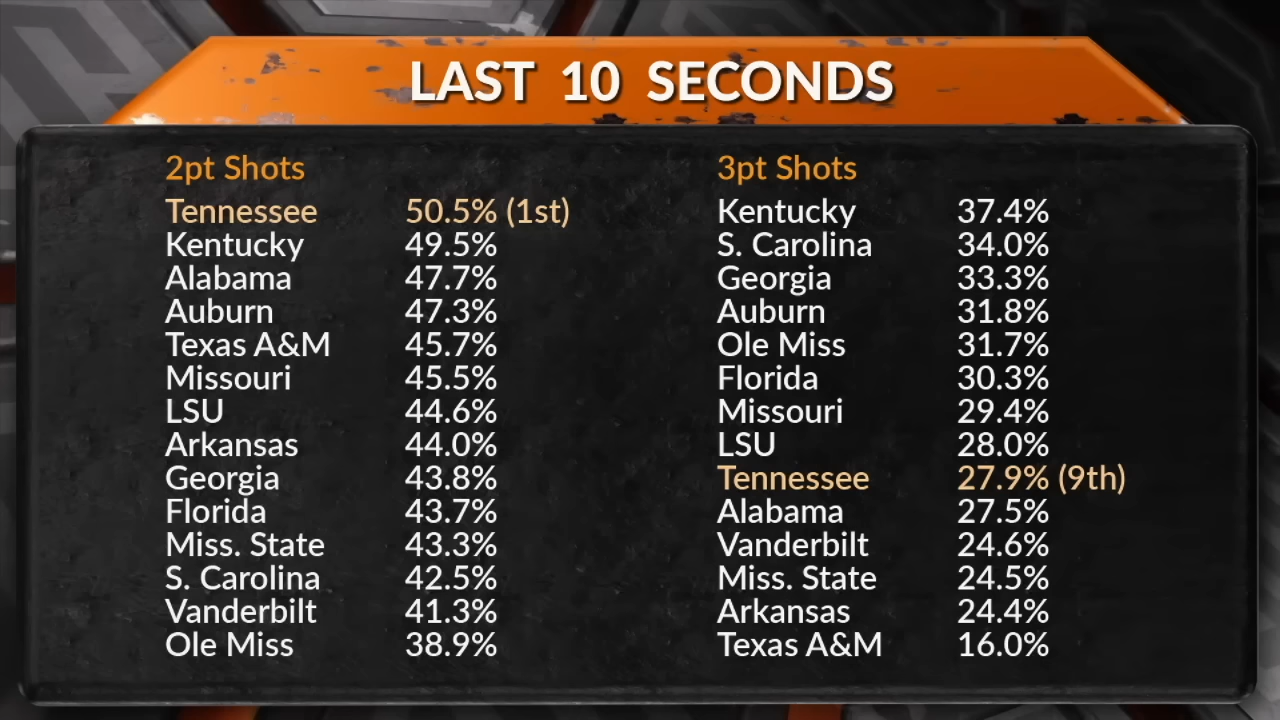 LAST 10 SECONDS
2pt Shots
Tennessee 50.5% (1st)
Kentucky 49.5%
Alabama 47.7%
Auburn 47.3%
Texas A&M 45.7%
Missouri 45.5%
LSU 44.6%
Arkansas 44.0%
Georgia 43.8%
Florida 43.7%
Miss. State 43.3%
S. Carolina 42.5%
Vanderbilt 41.3%
Ole Miss 38.9%
3pt Shots
Kentucky 37.4%
S. Carolina 34.0%
Georgia 33.3%
Auburn 31.8%
Ole Miss 31.7%
Florida 30.3%
Missouri 29.4%
LSU 28.0%
Tennessee 27.9% (9th)
Alabama 27.5%
Vanderbilt 24.6%
Miss. State 24.5%
Arkansas 24.4%
Texas A&M 16.0%